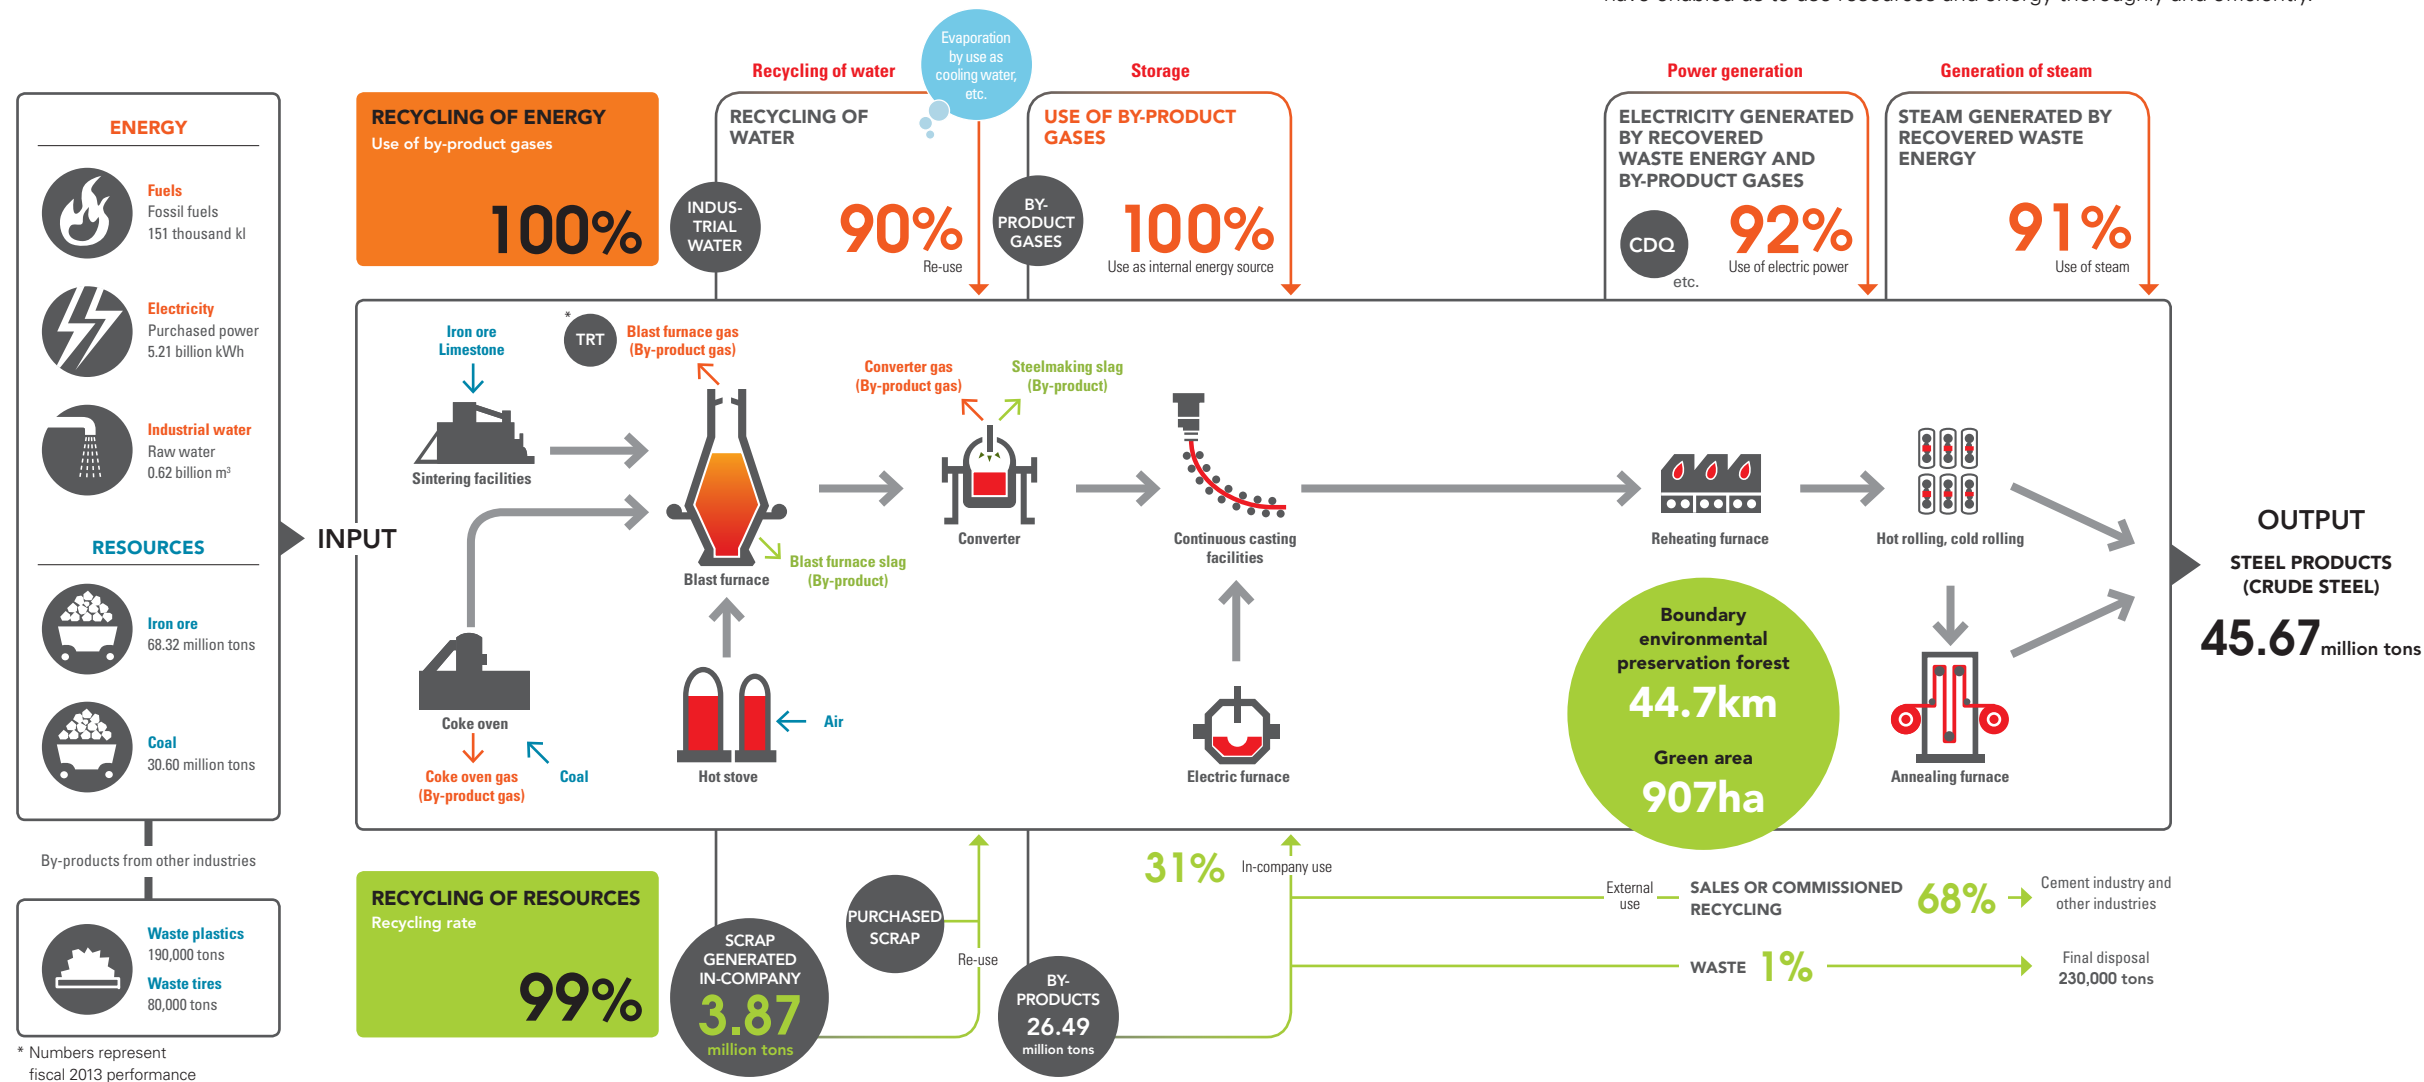 have enabled us to use resources and energy thoroughly and efficiently.
ENERGY
Fuels
Fossil fuels
151 thousand kl
Electricity
Purchased power
5.21 billion kWh
Industrial water
Raw water
0.62 billion m³
RESOURCES
Iron ore
68.32 million tons
Coal
30.60 million tons
By-products from other industries
Waste plastics
190,000 tons
Waste tires
80,000 tons
* Numbers represent
fiscal 2013 performance
INPUT
RECYCLING OF ENERGY
Use of by-product gases
100%
Recycling of water
RECYCLING OF
WATER
INDUS-
TRIAL
WATER
90%
Re-use
Evaporation
by use as
cooling water,
etc.
Storage
USE OF BY-PRODUCT
GASES
BY-
PRODUCT
GASES
100%
Use as internal energy source
Power generation
ELECTRICITY GENERATED
BY RECOVERED
WASTE ENERGY AND
BY-PRODUCT GASES
CDQ
etc.
92%
Use of electric power
Generation of steam
STEAM GENERATED BY
RECOVERED WASTE
ENERGY
91%
Use of steam
Iron ore
Limestone
Sintering facilities
*
TRT
Blast furnace gas
(By-product gas)
Blast furnace
Blast furnace slag
(By-product)
Converter gas
(By-product gas)
Steelmaking slag
(By-product)
Converter
Continuous casting
facilities
Reheating furnace
Hot rolling, cold rolling
Coke oven
Coke oven gas
(By-product gas)
Coal
Hot stove
Air
Electric furnace
Boundary
environmental
preservation forest
44.7km
Green area
907ha
Annealing furnace
OUTPUT
STEEL PRODUCTS
(CRUDE STEEL)
45.67 million tons
RECYCLING OF RESOURCES
Recycling rate
99%
SCRAP
GENERATED
IN-COMPANY
3.87
million tons
PURCHASED
SCRAP
Re-use
BY-
PRODUCTS
26.49
million tons
31%
In-company use
External
use
SALES OR COMMISSIONED
RECYCLING
68%
Cement industry and
other industries
WASTE 1%
Final disposal
230,000 tons